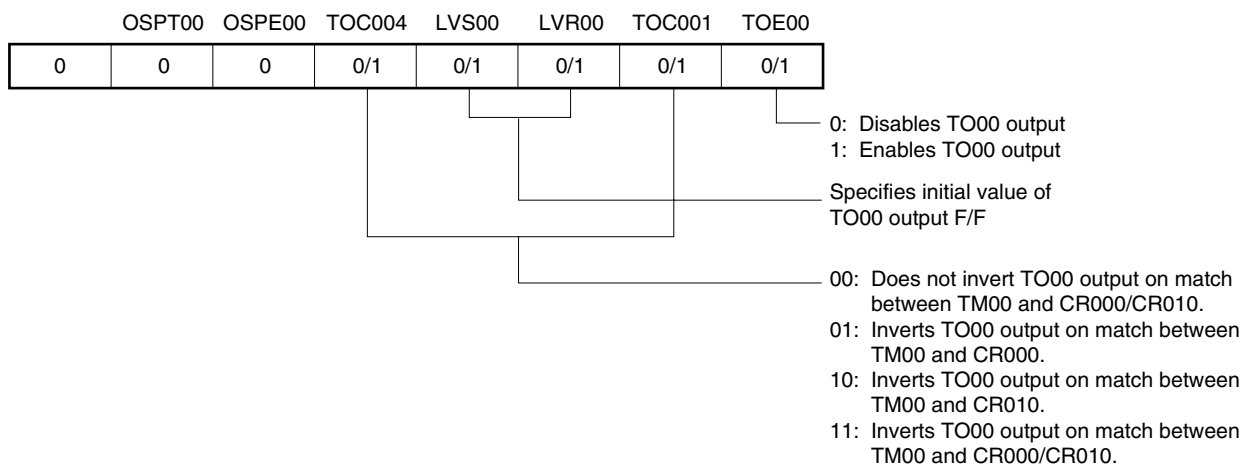 OSPT00 OSPE00 TOC004 LVS00 LVR00 TOC001 TOE00
0 0 0 0/1 0/1 0/1 0/1 0/1
0: Disables TO00 output
1: Enables TO00 output
Specifies initial value of
TO00 output F/F
00: Does not invert TO00 output on match
between TM00 and CR000/CR010.
01: Inverts TO00 output on match between
TM00 and CR000.
10: Inverts TO00 output on match between
TM00 and CR010.
11: Inverts TO00 output on match between
TM00 and CR000/CR010.